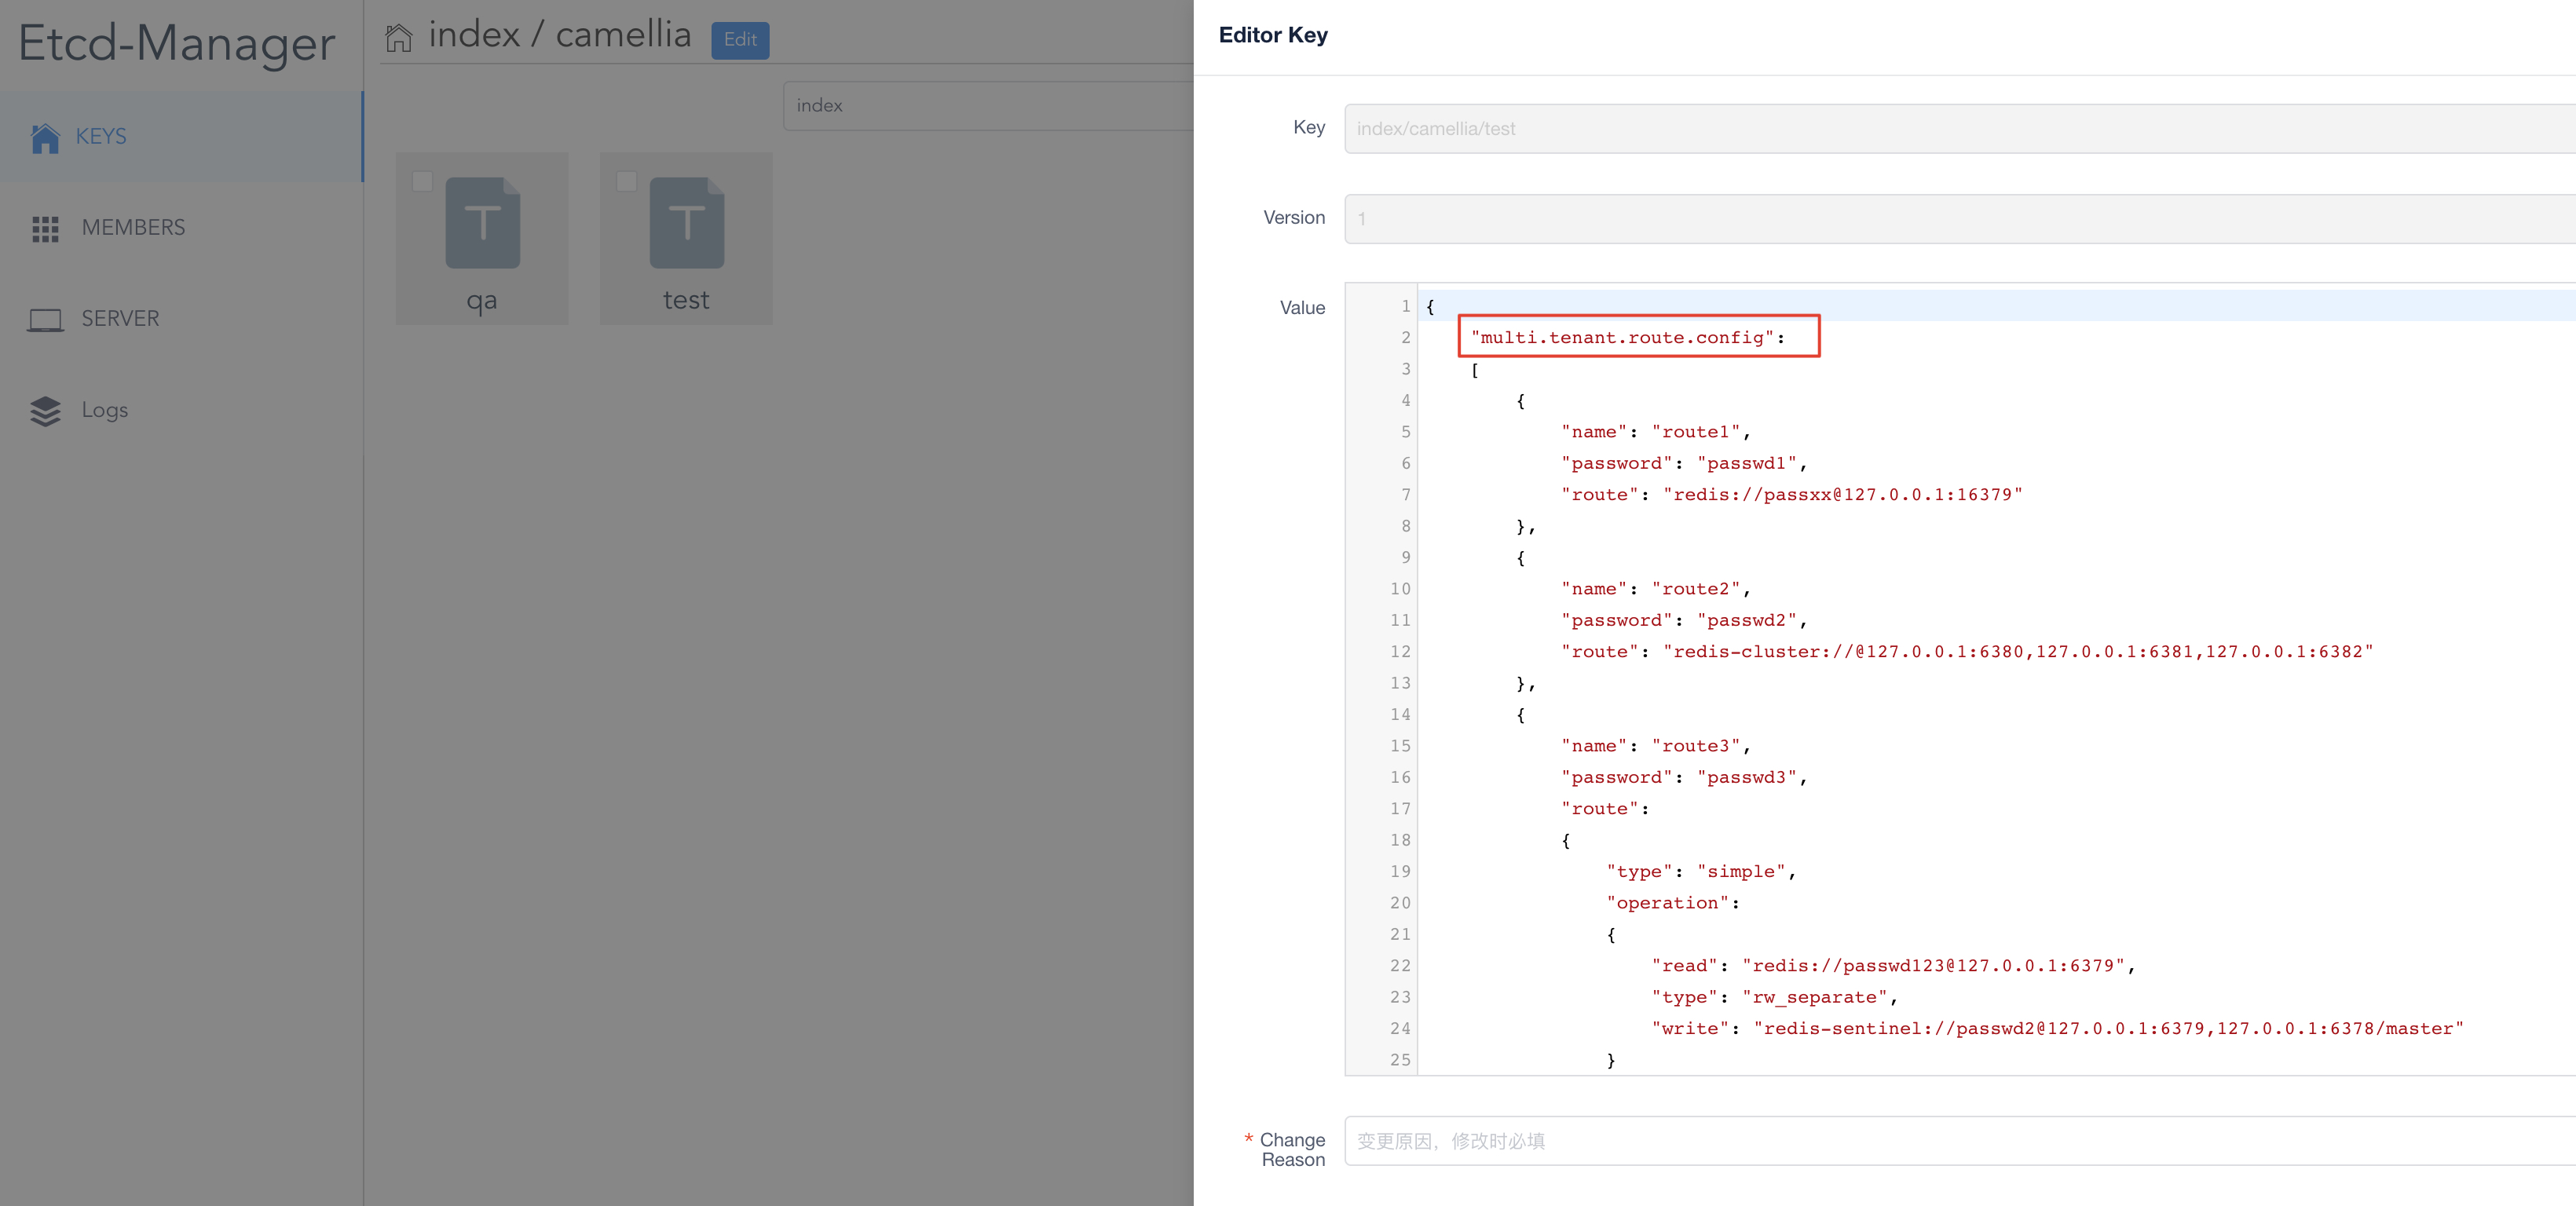 Etcd-Manager
KEYS
MEMBERS
SERVER
Logs
index / camellia
Edit
index
T
qa
T
test
Editor Key
Key
index/camellia/test
Version
1
Value
1 {
2 "multi.tenant.route.config":
3 [
4 {
5 "name": "route1",
6 "password": "passwd1",
7 "route": "redis://passxx@127.0.0.1:16379"
8 },
9 {
10 "name": "route2",
11 "password": "passwd2",
12 "route": "redis-cluster://@127.0.0.1:6380,127.0.0.1:6381,127.0.0.1:6382"
13 },
14 {
15 "name": "route3",
16 "password": "passwd3",
17 "route":
18 {
19 "type": "simple",
20 "operation":
21 {
22 "read": "redis://passwd123@127.0.0.1:6379",
23 "type": "rw_separate",
24 "write": "redis-sentinel://passwd2@127.0.0.1:6379,127.0.0.1:6378/master"
25 }
* Change
Reason
变更原因，修改时必填